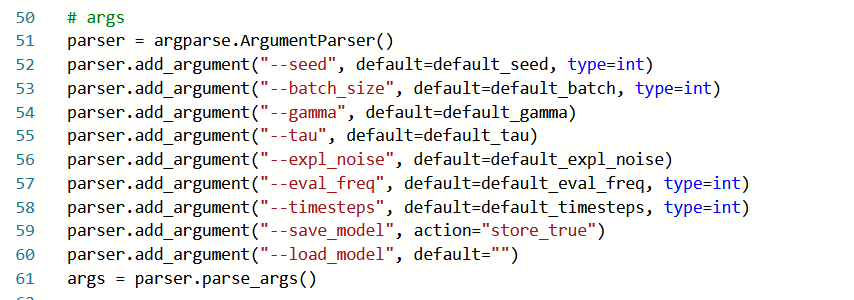 50 # args
51 parser = argparse.ArgumentParser()
52 parser.add_argument("--seed", default=default_seed, type=int)
53 parser.add_argument("--batch_size", default=default_batch, type=int)
54 parser.add_argument("--gamma", default=default_gamma)
55 parser.add_argument("--tau", default=default_tau)
56 parser.add_argument("--expl_noise", default=default_expl_noise)
57 parser.add_argument("--eval_freq", default=default_eval_freq, type=int)
58 parser.add_argument("--timesteps", default=default_timesteps, type=int)
59 parser.add_argument("--save_model", action="store_true")
60 parser.add_argument("--load_model", default="")
61 args = parser.parse_args()